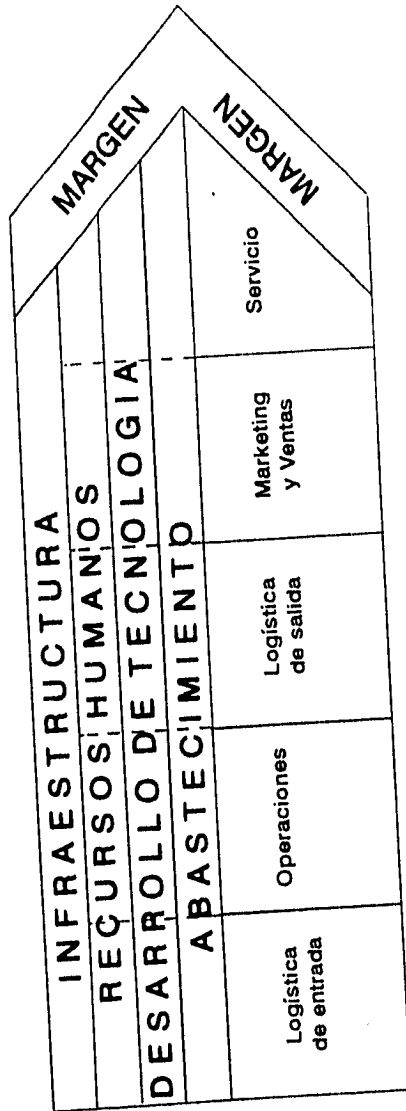 INFRAESTRUCTURA
RECURSOS HUMANOS
DESARROLLO DE TECNOLOGIA
ABASTECIMIENTO
Logística
de entrada
Operaciones
Logística
de salida
Marketing
y Ventas
Servicio
MARGEN
MARGEN